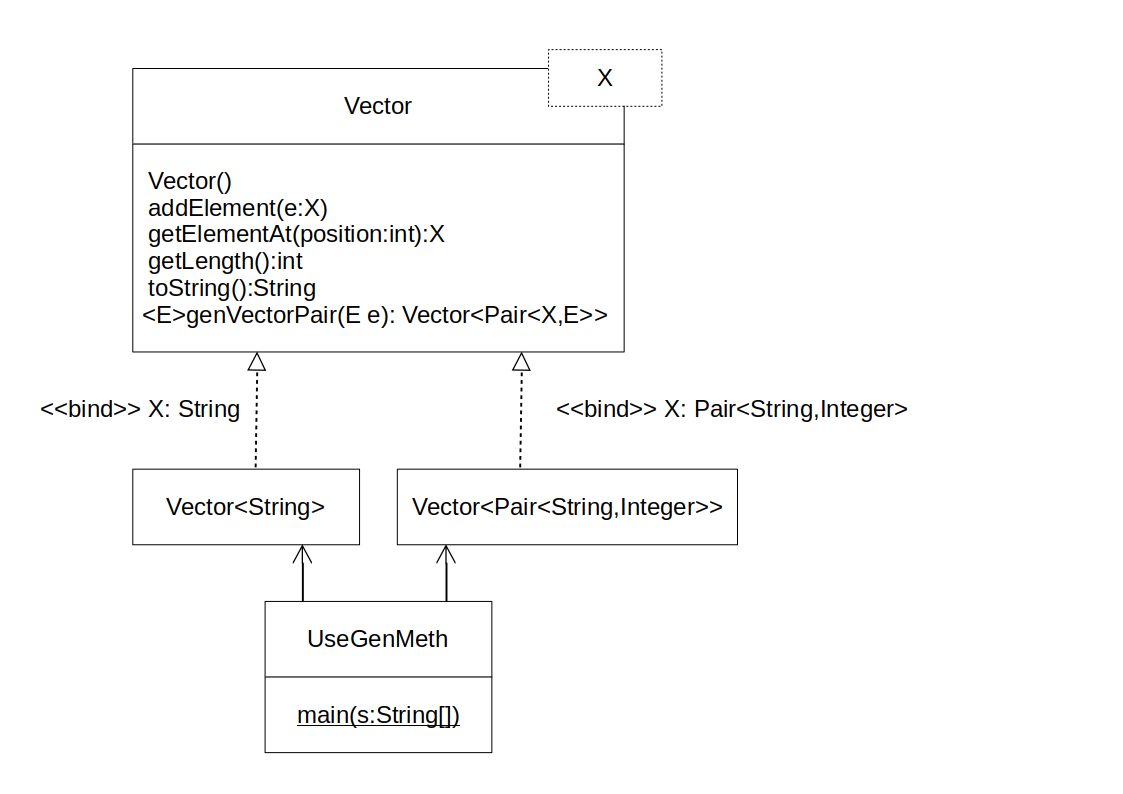 X
Vector
Vector()
addElement(e:X)
getElementAt(position:int):X
getLength():int
toString():String
<E>genVectorPair(E e): Vector<Pair<X,E>>
<<bind>> X: String
<<bind>> X: Pair<String,Integer>
Vector<String>
Vector<Pair<String,Integer>>
UseGenMeth
main(s:String[])